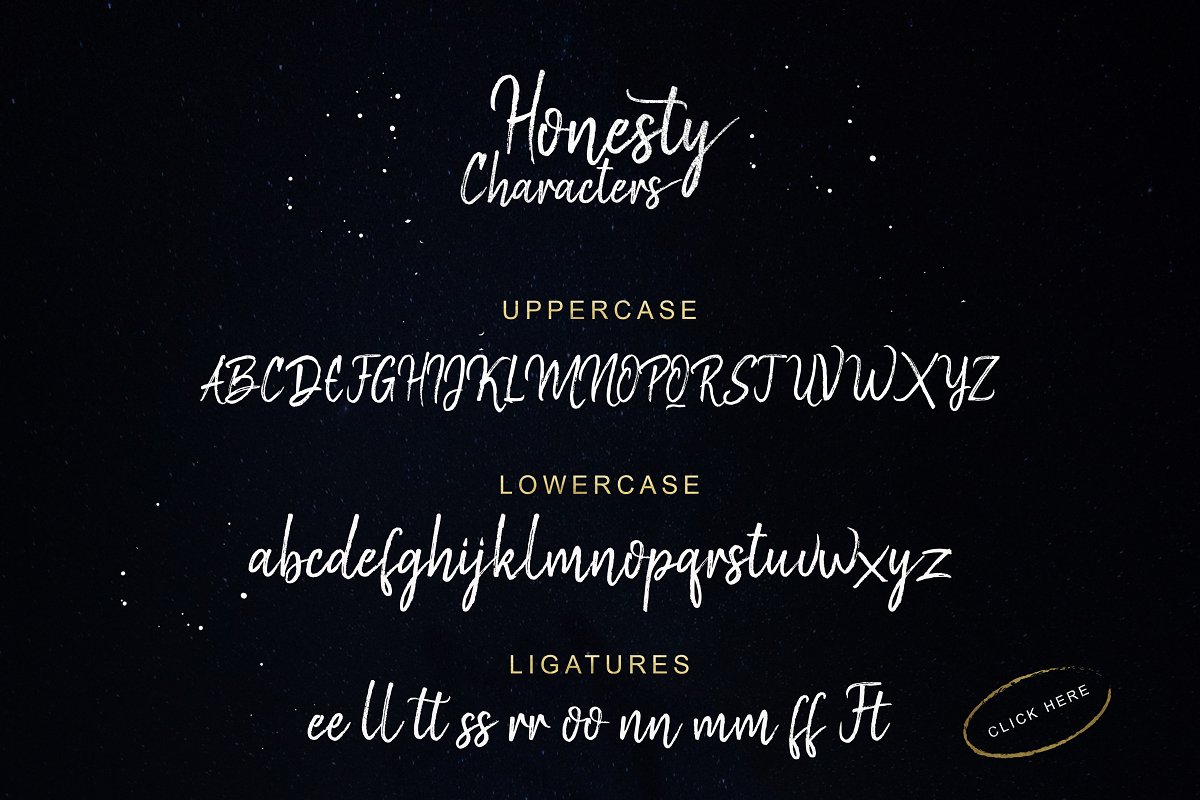 Honesty
Characters
UPPERCASE
ABCDEFGHIJKLMNOPQRSTUVWXYZ
LOWERCASE
abcdefghijklmnopqrstuvwxyz
LIGATURES
ee ll tt ss rr oo nn mm ff Ft
CLICK HERE